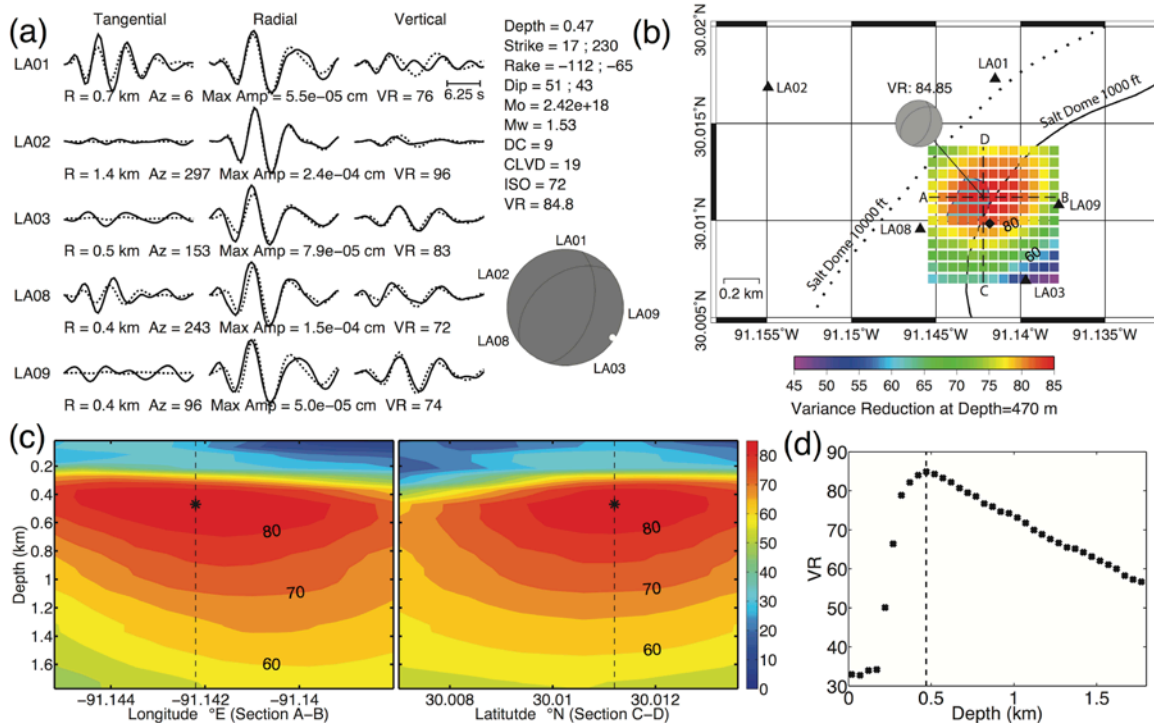 (a)
Tangential Radial Vertical
LA01
6.25 s
R = 0.7 km Az = 6 Max Amp = 5.5e−05 cm VR = 76
LA02
R = 1.4 km Az = 297 Max Amp = 2.4e−04 cm VR = 96
LA03
R = 0.5 km Az = 153 Max Amp = 7.9e−05 cm VR = 83
LA08
R = 0.4 km Az = 243 Max Amp = 1.5e−04 cm VR = 72
LA09
R = 0.4 km Az = 96 Max Amp = 5.0e−05 cm VR = 74
Depth = 0.47
Strike = 17 ; 230
Rake = −112 ; −65
Dip = 51 ; 43
Mo = 2.42e+18
Mw = 1.53
DC = 9
CLVD = 19
ISO = 72
VR = 84.8
LA01
LA02
LA09
LA08
LA03
(b)
30.02˚N
30.015˚N
30.01˚N
30.005˚N
LA01
LA02
VR: 84.85
Salt Dome 1000 ft
D
A
B
LA09
LA08
80
60
Salt Dome 10000 ft
0.2 km
C
LA03
91.155˚W 91.15˚W 91.145˚W 91.14˚W 91.135˚W
45 50 55 60 65 70 75 80 85
Variance Reduction at Depth=470 m
(c)
Depth (km)
0.2
0.4
0.6
0.8
1
1.2
1.4
1.6
80
70
60
−91.144 −91.142 −91.14
Longitude °E (Section A−B)
80
70
60
30.008 30.01 30.012
Latitutde °N (Section C−D)
80
70
60
50
40
30
20
10
0
(d)
VR
90
80
70
60
50
40
30
0 0.5 1 1.5
Depth (km)